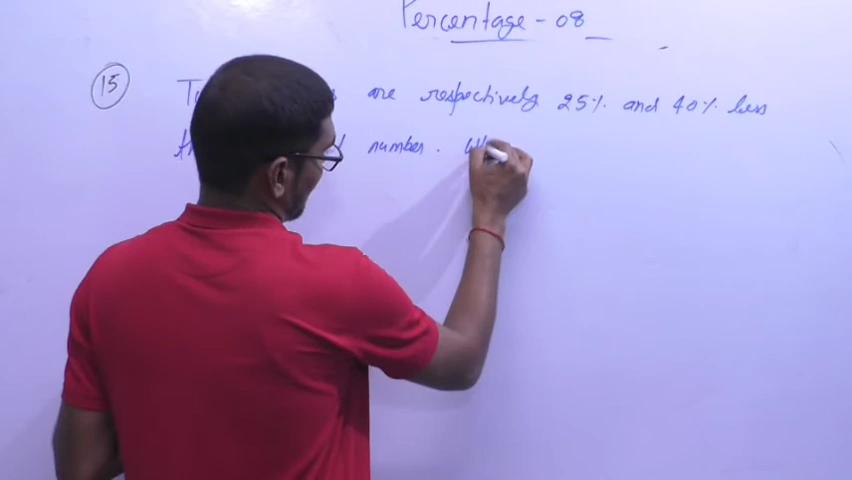 Percentage - 08
15 are respectively 25% and 40% less
number.